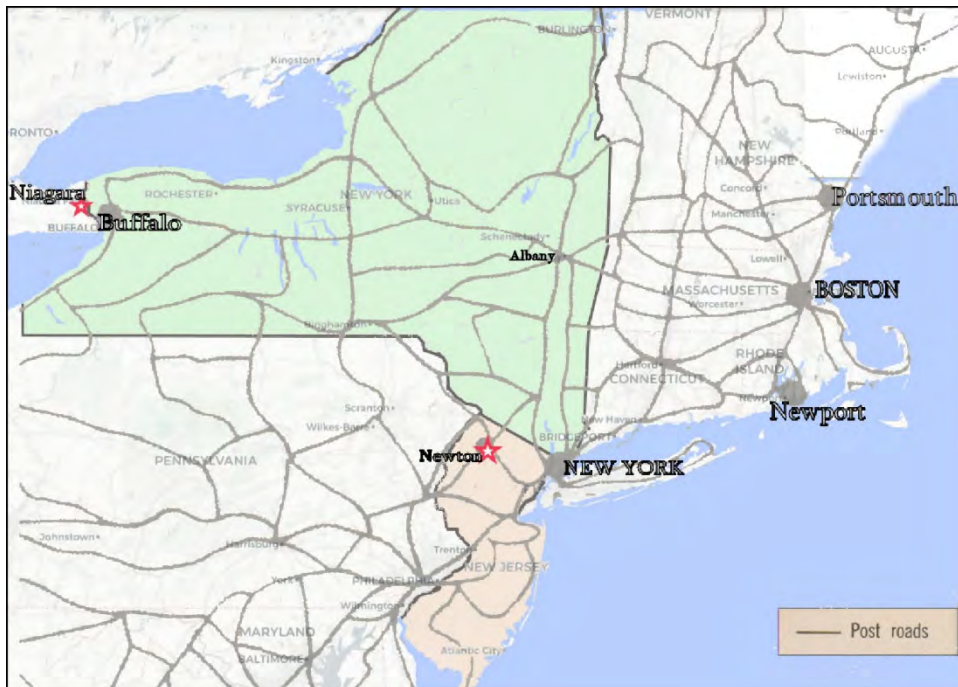 VERMONT
BURLINGTON
AUGUSTA
Kingston
Lewiston
Portland
NEW
HAMPSHIRE
Niagara
ROCHESTER
NEW YORK
Utica
SYRACUSE
Concord
Portsmouth
Buffalo
BUFFALO
Manchester
Schenectady
Albany
Lowell
MASSACHUSETTS
BOSTON
Worcester
Binghamton
RHODE
ISLAND
Hartford
CONNECTICUT
Newport
Newport
Scranton
New Haven
Wilkes-Barre
BRIDGEPORT
PENNSYLVANIA
Newton
NEW YORK
Johnstown
Harrisburg
Trenton
NEW JERSEY
York
PHILADELPHIA
Wilmington
MARYLAND
BALTIMORE
Atlantic City
Post roads